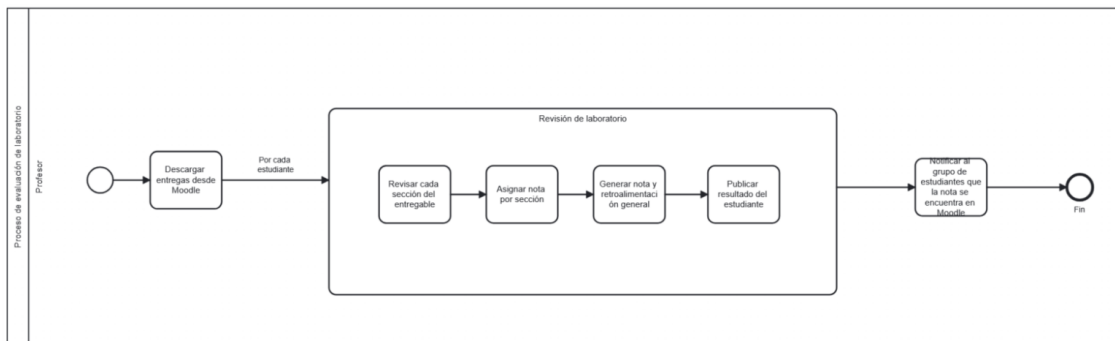 Proceso de evaluación de laboratorio
Profesor
Descargar
entregas desde
Moodle
Por cada
estudiante
Revisión de laboratorio
Revisar cada
sección del
entregable
Asignar nota
por sección
Generar nota y
retroalimentaci
ón general
Publicar
resultado del
estudiante
Notificar al
grupo de
estudiantes que
la nota se
encuentra en
Moodle
Fin